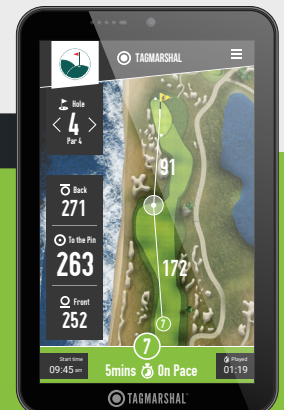 TAGMARSHAL
Hole
4
Par 4
Back
271
To the Pin
263
Front
252
91
172
7
7
Start time
09:45 am
5mins On Pace
Played
01:19
TAGMARSHAL